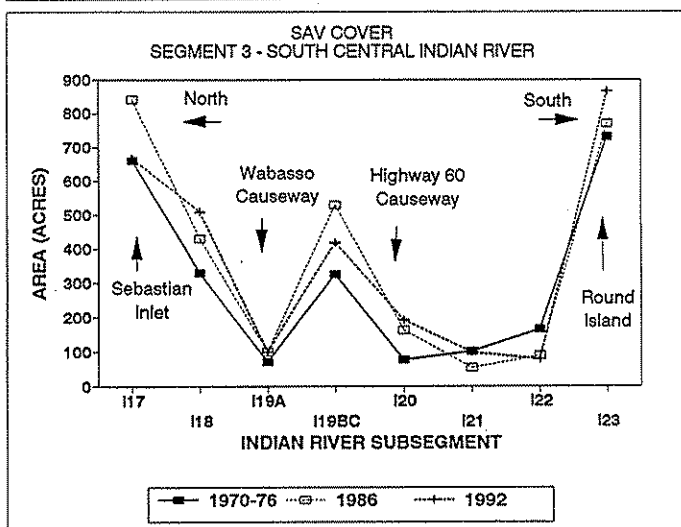 SAV COVER
SEGMENT 3 - SOUTH CENTRAL INDIAN RIVER
AREA (ACRES)
900
800
700
600
500
400
300
200
100
0
North
South
Wabasso
Causeway
Highway 60
Causeway
Sebastian
Inlet
Round
Island
I17
I18
I19A
I19BC
I20
I21
I22
I23
INDIAN RIVER SUBSEGMENT
1970-76
1986
1992